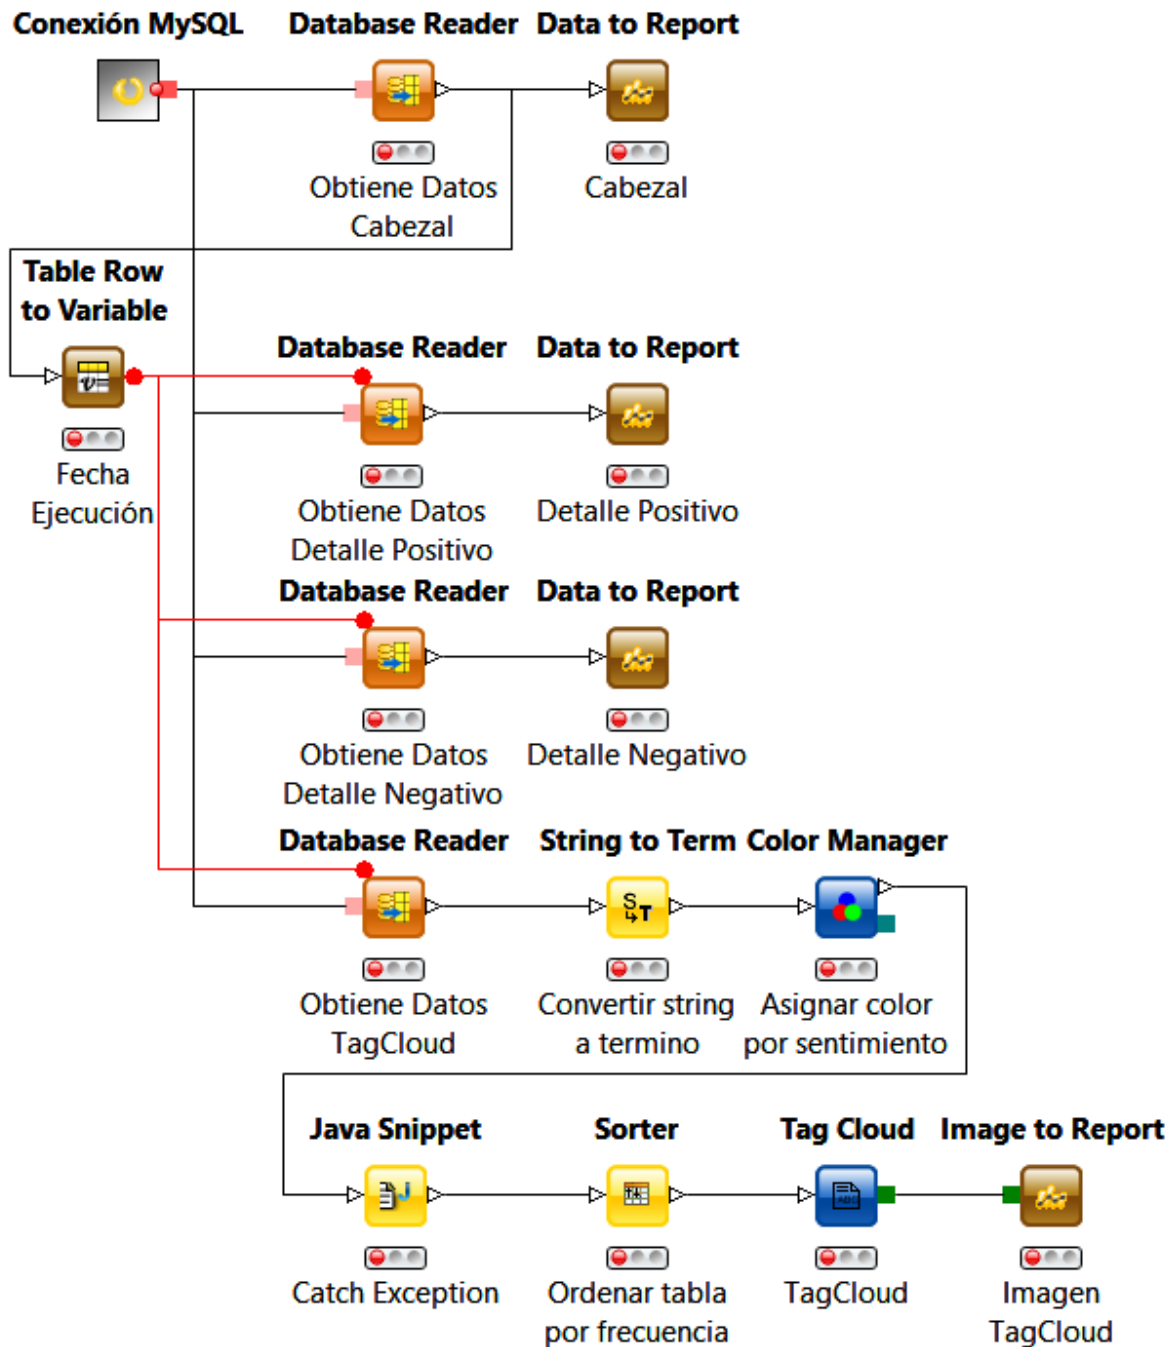 Conexión MySQL
Database Reader
Data to Report
Obtiene Datos
Cabezal
Cabezal
Table Row
to Variable
Fecha
Ejecución
Database Reader
Data to Report
Obtiene Datos
Detalle Positivo
Detalle Positivo
Database Reader
Data to Report
Obtiene Datos
Detalle Negativo
Detalle Negativo
Database Reader
String to Term
Color Manager
S
T
Obtiene Datos
TagCloud
Convertir string
a termino
Asignar color
por sentimiento
Java Snippet
Sorter
Tag Cloud
Image to Report
J
ABC
Catch Exception
Ordenar tabla
por frecuencia
TagCloud
Imagen
TagCloud